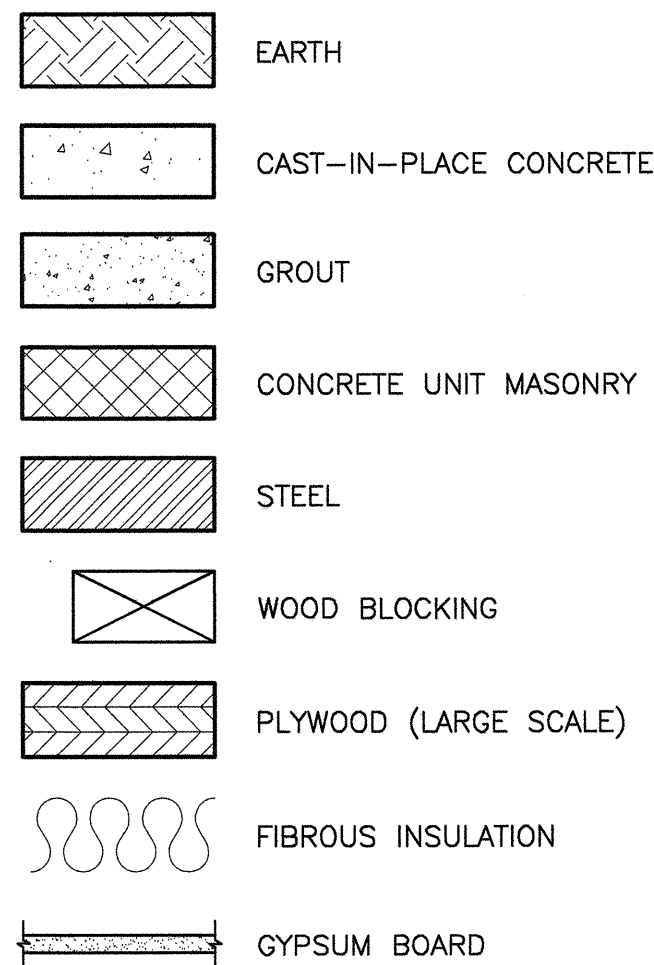 EARTH
CAST-IN-PLACE CONCRETE
GROUT
CONCRETE UNIT MASONRY
STEEL
WOOD BLOCKING
PLYWOOD (LARGE SCALE)
FIBROUS INSULATION
GYPSUM BOARD